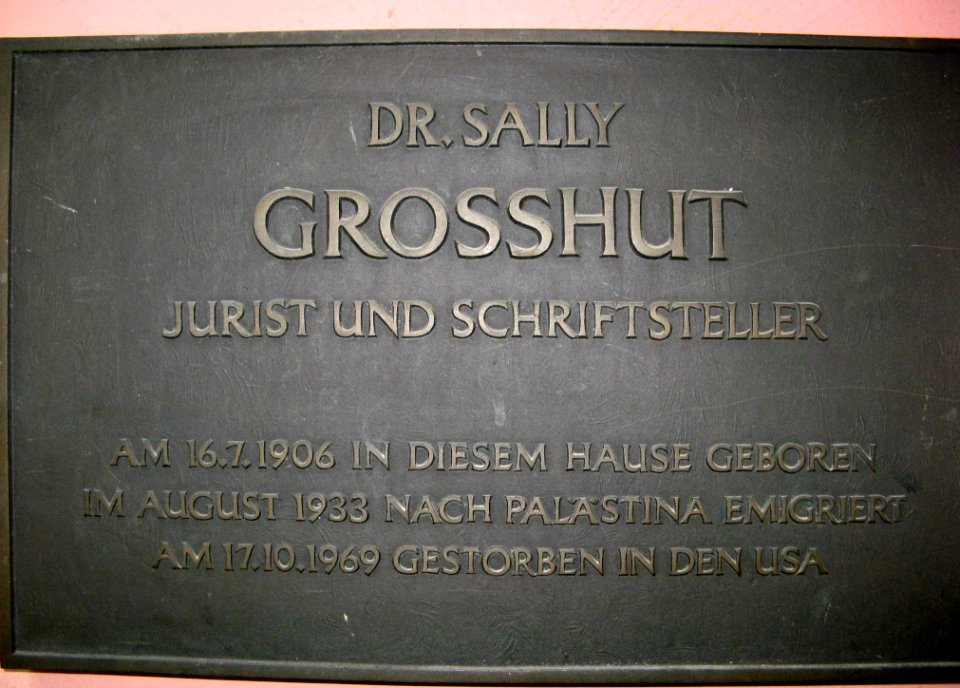 DR. SALLY
GROSSHUT
JURIST UND SCHRIFTSTELLER
AM 16.7.1906 IN DIESEM HAUSE GEBOREN
IM AUGUST 1933 NACH PALÄSTINA EMIGRIERT
AM 17.10.1969 GESTORBEN IN DEN USA